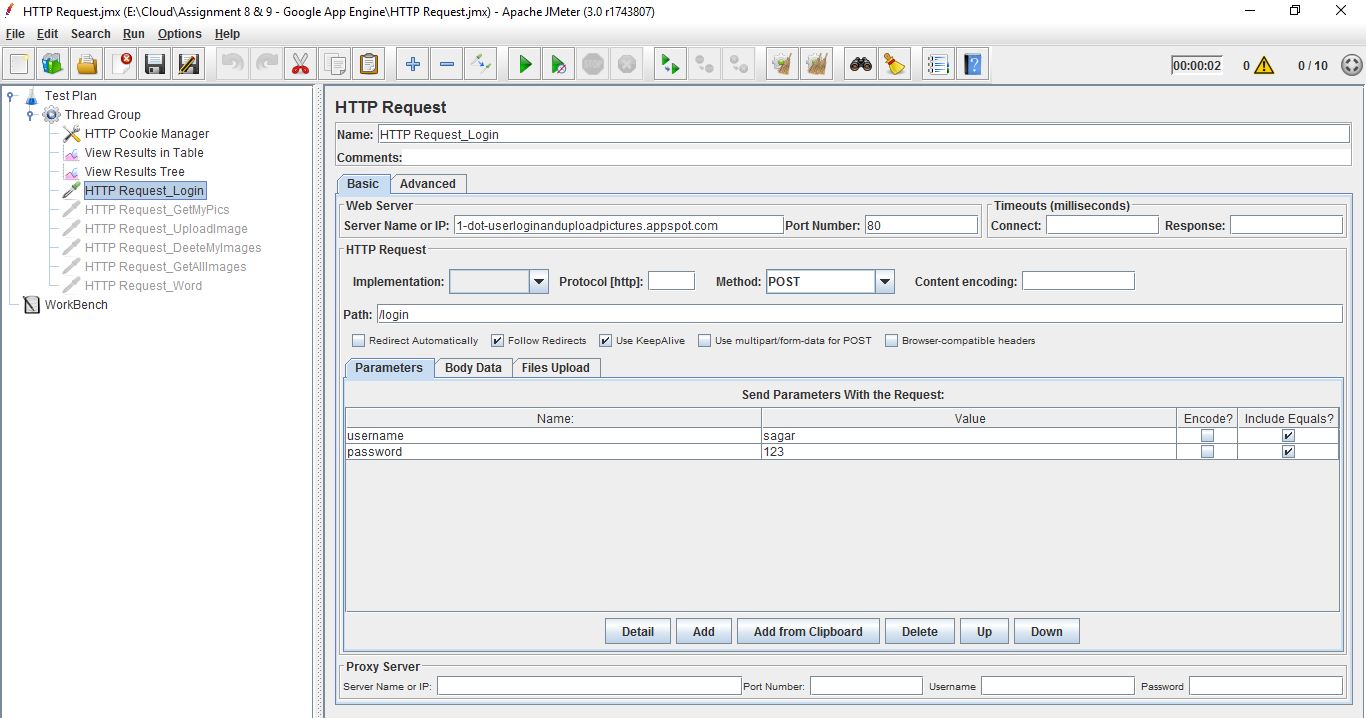 HTTP Request.jmx (E:\Cloud\Assignment 8 & 9 - Google App Engine\HTTP Request.jmx) - Apache JMeter (3.0 r1743807)
File Edit Search Run Options Help
STOP 00:00:02 0 0 / 10
Test Plan
Thread Group
HTTP Cookie Manager
View Results in Table
View Results Tree
HTTP Request_Login
HTTP Request_GetMyPics
HTTP Request_UploadImage
HTTP Request_DeeteMyImages
HTTP Request_GetAllImages
HTTP Request_Word
WorkBench
HTTP Request
Name: HTTP Request_Login
Comments:
Basic Advanced
Web Server Timeouts (milliseconds)
Server Name or IP: 1-dot-userloginanduploadpictures.appspot.com Port Number: 80 Connect: Response:
HTTP Request
Implementation: Protocol [http]: Method: POST Content encoding:
Path: /login
Redirect Automatically Follow Redirects Use KeepAlive Use multipart/form-data for POST Browser-compatible headers
Parameters Body Data Files Upload
Send Parameters With the Request:
Name: Value Encode? Include Equals?
username sagar
password 123
Detail Add Add from Clipboard Delete Up Down
Proxy Server
Server Name or IP: Port Number: Username Password